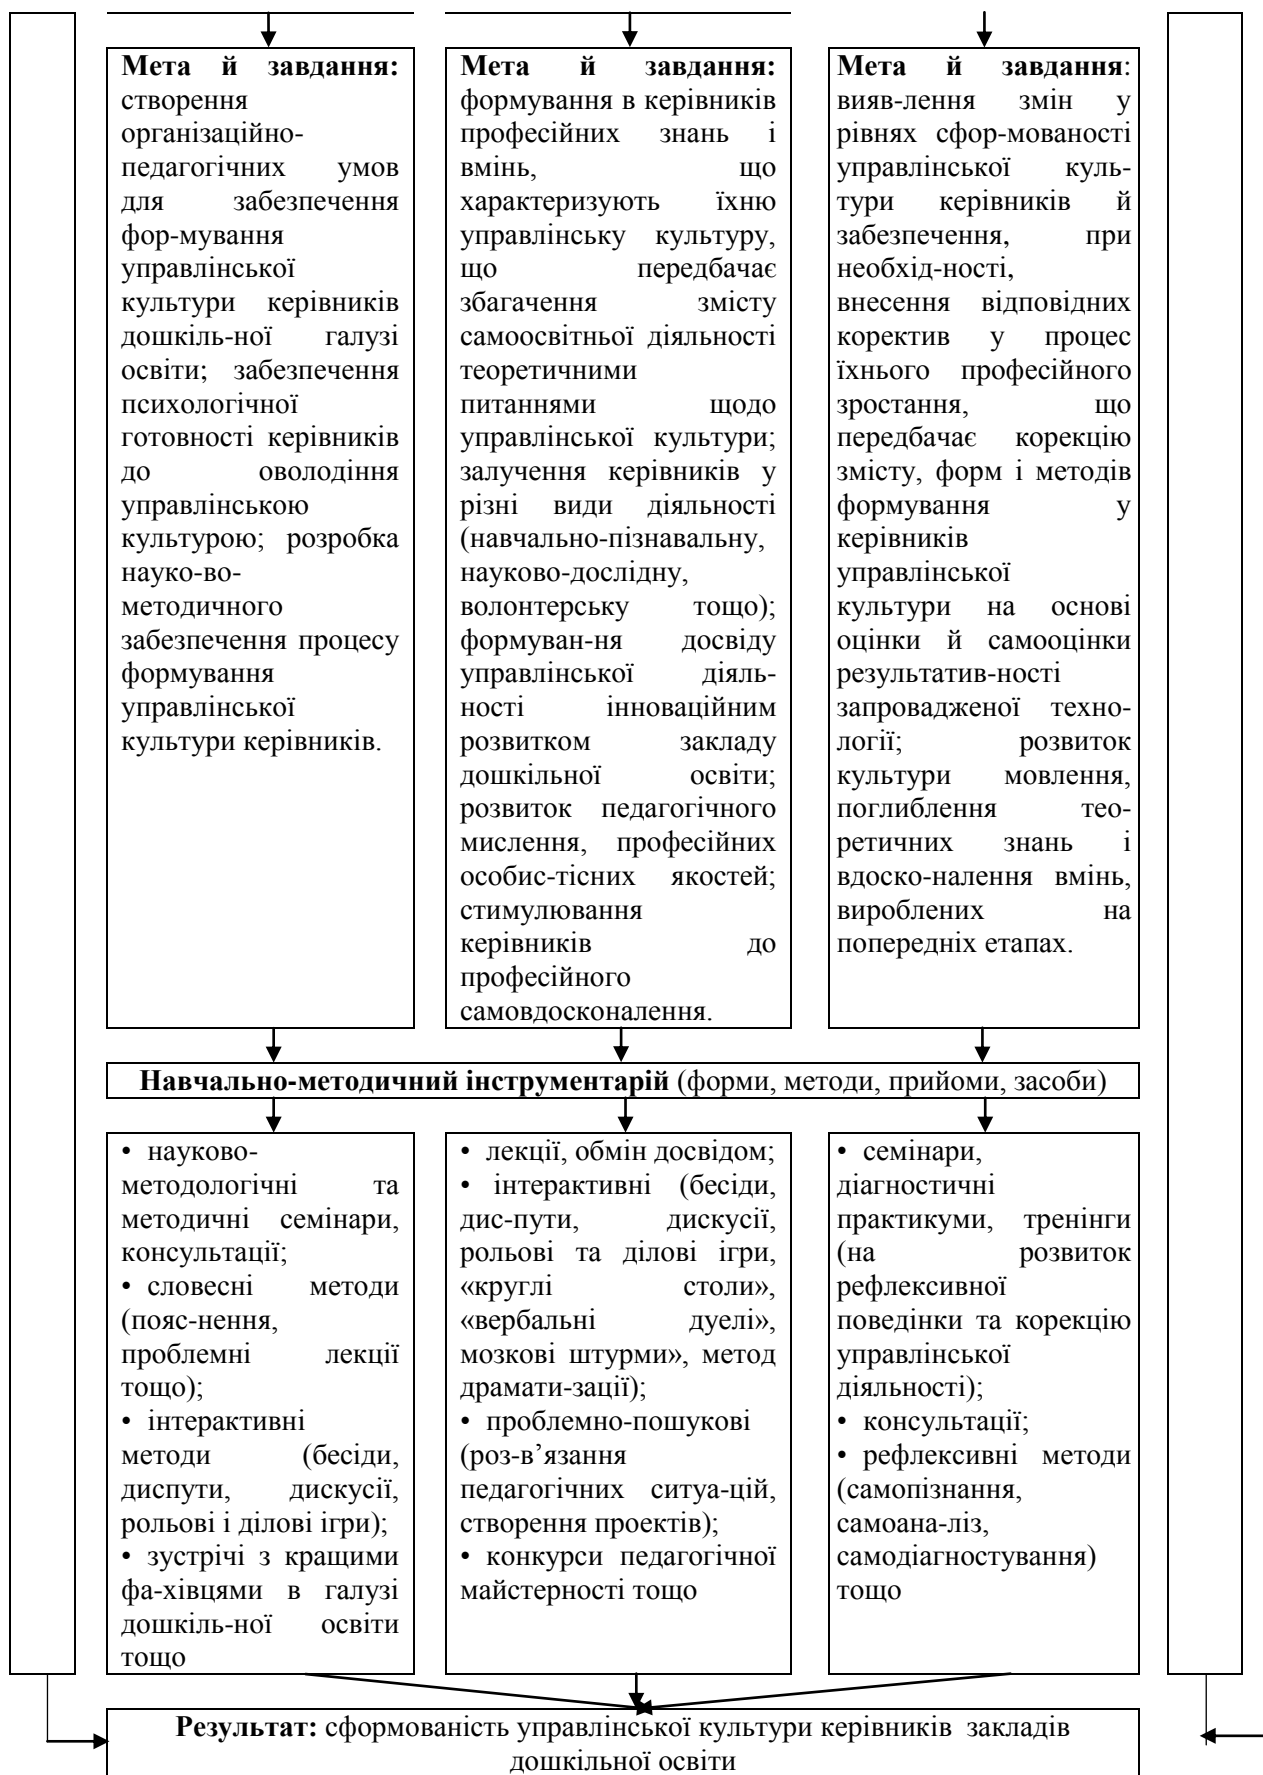 Мета й завдання:
створення
організаційно-
педагогічних умов
для забезпечення
фор-мування
управлінської
культури керівників
дошкіль-ної галузі
освіти; забезпечення
психологічної
готовності керівників
до оволодіння
управлінською
культурою; розробка
науко-во-
методичного
забезпечення процесу
формування
управлінської
культури керівників.
Мета й завдання:
формування в керівників
професійних знань і
вмінь, що
характеризують їхню
управлінську культуру,
що передбачає
збагачення змісту
самоосвітньої діяльності
теоретичними
питаннями щодо
управлінської культури;
залучення керівників у
різні види діяльності
(навчально-пізнавальну,
науково-дослідну,
волонтерську тощо);
формуван-ня досвіду
управлінської діяль-
ності інноваційним
розвитком закладу
дошкільної освіти;
розвиток педагогічного
мислення, професійних
особис-тісних якостей;
стимулювання
керівників до
професійного
самовдосконалення.
Мета й завдання:
вияв-лення змін у
рівнях сфор-мованості
управлінської куль-
тури керівників й
забезпечення, при
необхід-ності,
внесення відповідних
коректив у процес
їхнього професійного
зростання, що
передбачає корекцію
змісту, форм і методів
формування у
керівників
управлінської
культури на основі
оцінки й самооцінки
результатив-ності
запровадженої техно-
логії; розвиток
культури мовлення,
поглиблення тео-
ретичних знань і
вдоско-налення вмінь,
вироблених на
попередніх етапах.
Навчально-методичний інструментарій (форми, методи, прийоми, засоби)
• науково-
методологічні та
методичні семінари,
консультації;
• словесні методи
(пояс-нення,
проблемні лекції
тощо);
• інтерактивні
методи (бесіди,
диспути, дискусії,
рольові і ділові ігри);
• зустрічі з кращими
фа-хівцями в галузі
дошкіль-ної освіти
тощо
• лекції, обмін досвідом;
• інтерактивні (бесіди,
дис-пути, дискусії,
рольові та ділові ігри,
«круглі столи»,
«вербальні дуелі»,
мозкові штурми», метод
драмати-зації);
• проблемно-пошукові
(роз-в’язання
педагогічних ситуа-цій,
створення проектів);
• конкурси педагогічної
майстерності тощо
• семінари,
діагностичні
практикуми, тренінги
(на розвиток
рефлексивної
поведінки та корекцію
управлінської
діяльності);
• консультації;
• рефлексивні методи
(самопізнання,
самоана-ліз,
самодіагностування)
тощо
Результат: сформованість управлінської культури керівників закладів
дошкільної освіти